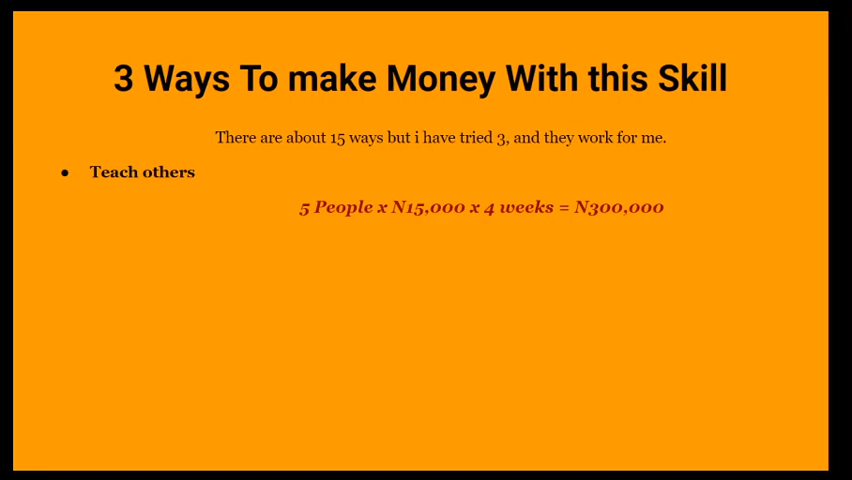 3 Ways To make Money With this Skill
There are about 15 ways but i have tried 3, and they work for me.
● Teach others
5 People x N15,000 x 4 weeks = N300,000